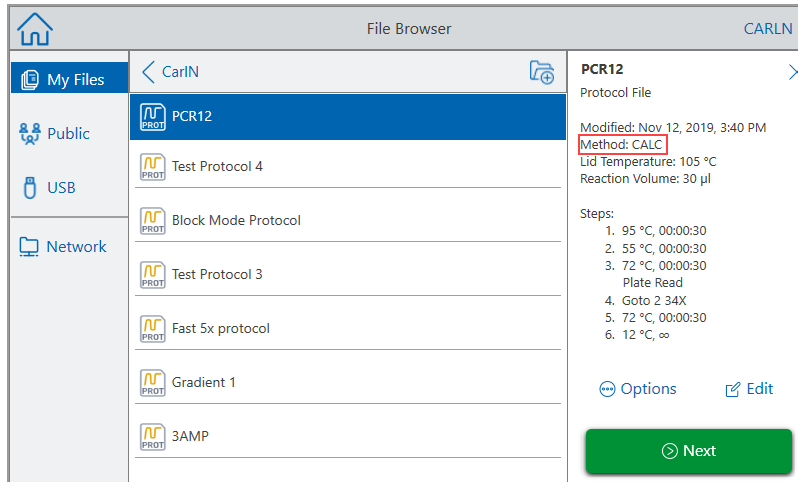 File Browser
CARLN
My Files
Public
USB
Network
CarIN
PROT
PCR12
PROT
Test Protocol 4
PROT
Block Mode Protocol
PROT
Test Protocol 3
PROT
Fast 5x protocol
PROT
Gradient 1
PROT
3AMP
PCR12
Protocol File
Modified: Nov 12, 2019, 3:40 PM
Method: CALC
Lid Temperature: 105 °C
Reaction Volume: 30 µl
Steps:
1. 95 °C, 00:00:30
2. 55 °C, 00:00:30
3. 72 °C, 00:00:30
Plate Read
4. Goto 2 34X
5. 72 °C, 00:00:30
6. 12 °C, ∞
Options
Edit
Next